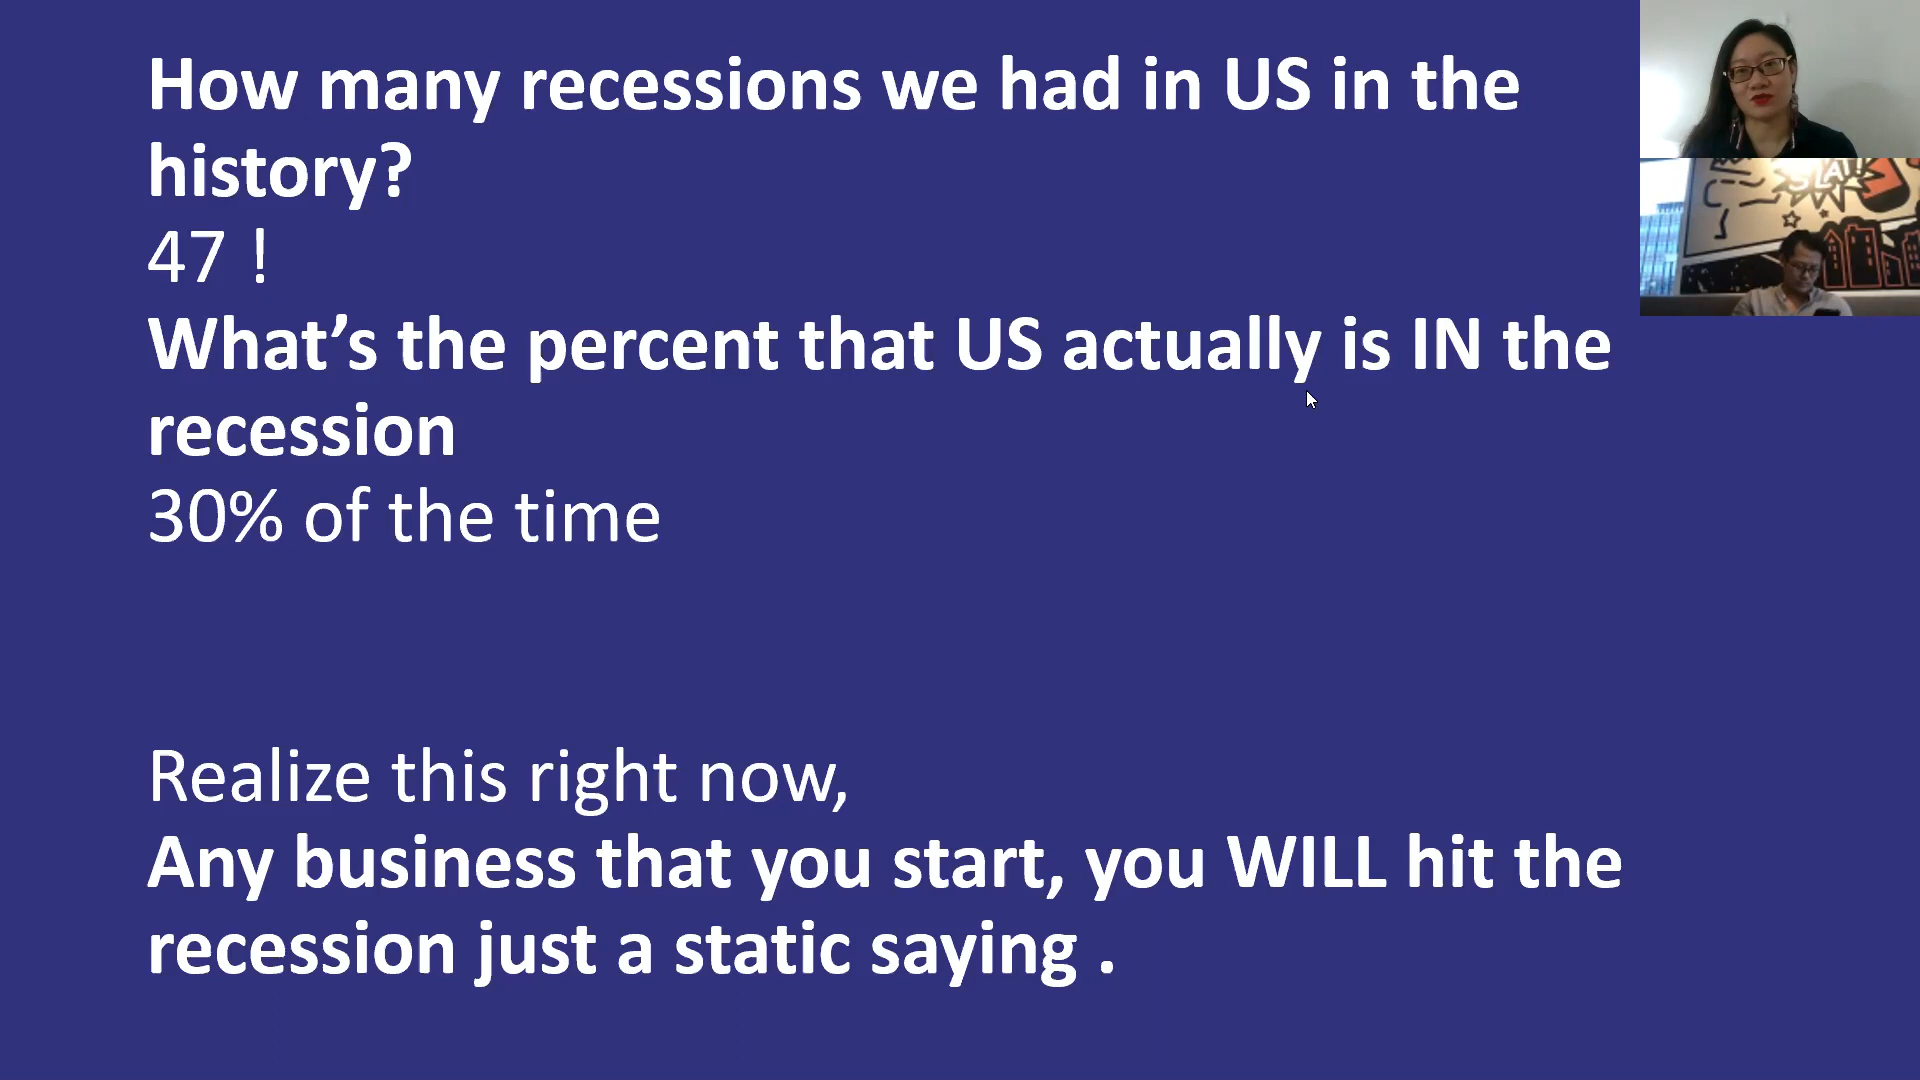 How many recessions we had in US in the
history?
47 !
What’s the percent that US actually is IN the
recession
30% of the time
Realize this right now,
Any business that you start, you WILL hit the
recession just a static saying .